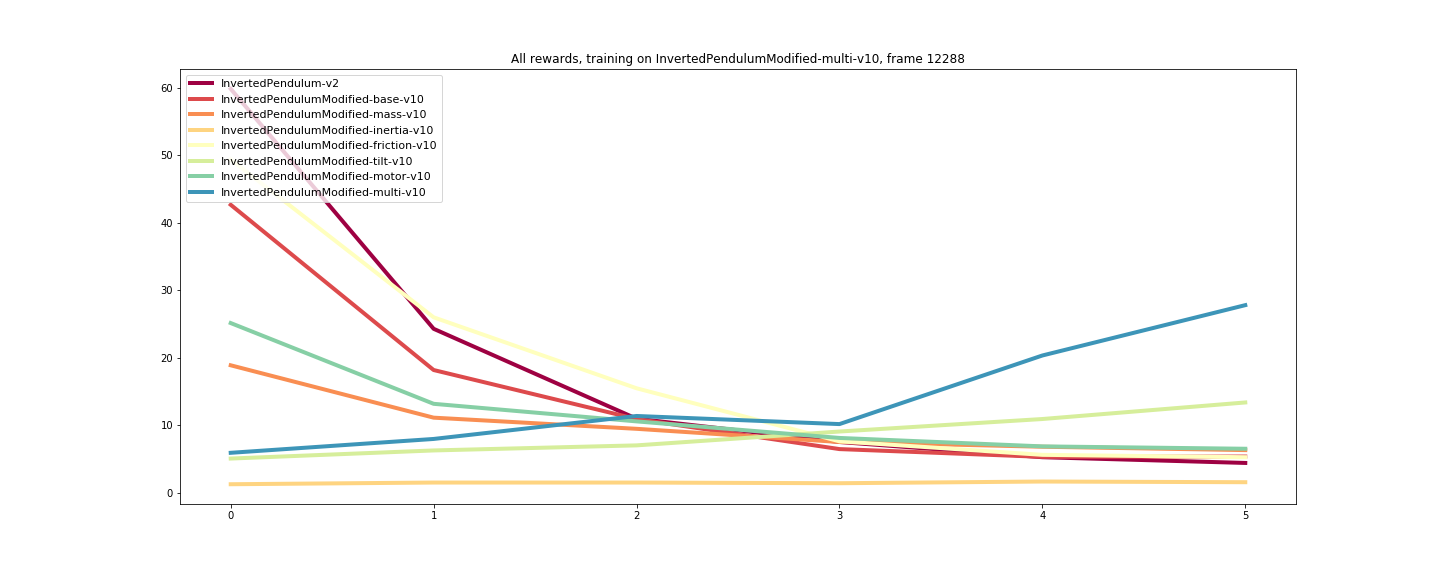 All rewards, training on InvertedPendulumModified-multi-v10, frame 12288
InvertedPendulum-v2
InvertedPendulumModified-base-v10
InvertedPendulumModified-mass-v10
InvertedPendulumModified-inertia-v10
InvertedPendulumModified-friction-v10
InvertedPendulumModified-tilt-v10
InvertedPendulumModified-motor-v10
InvertedPendulumModified-multi-v10
60
50
40
30
20
10
0
0 1 2 3 4 5